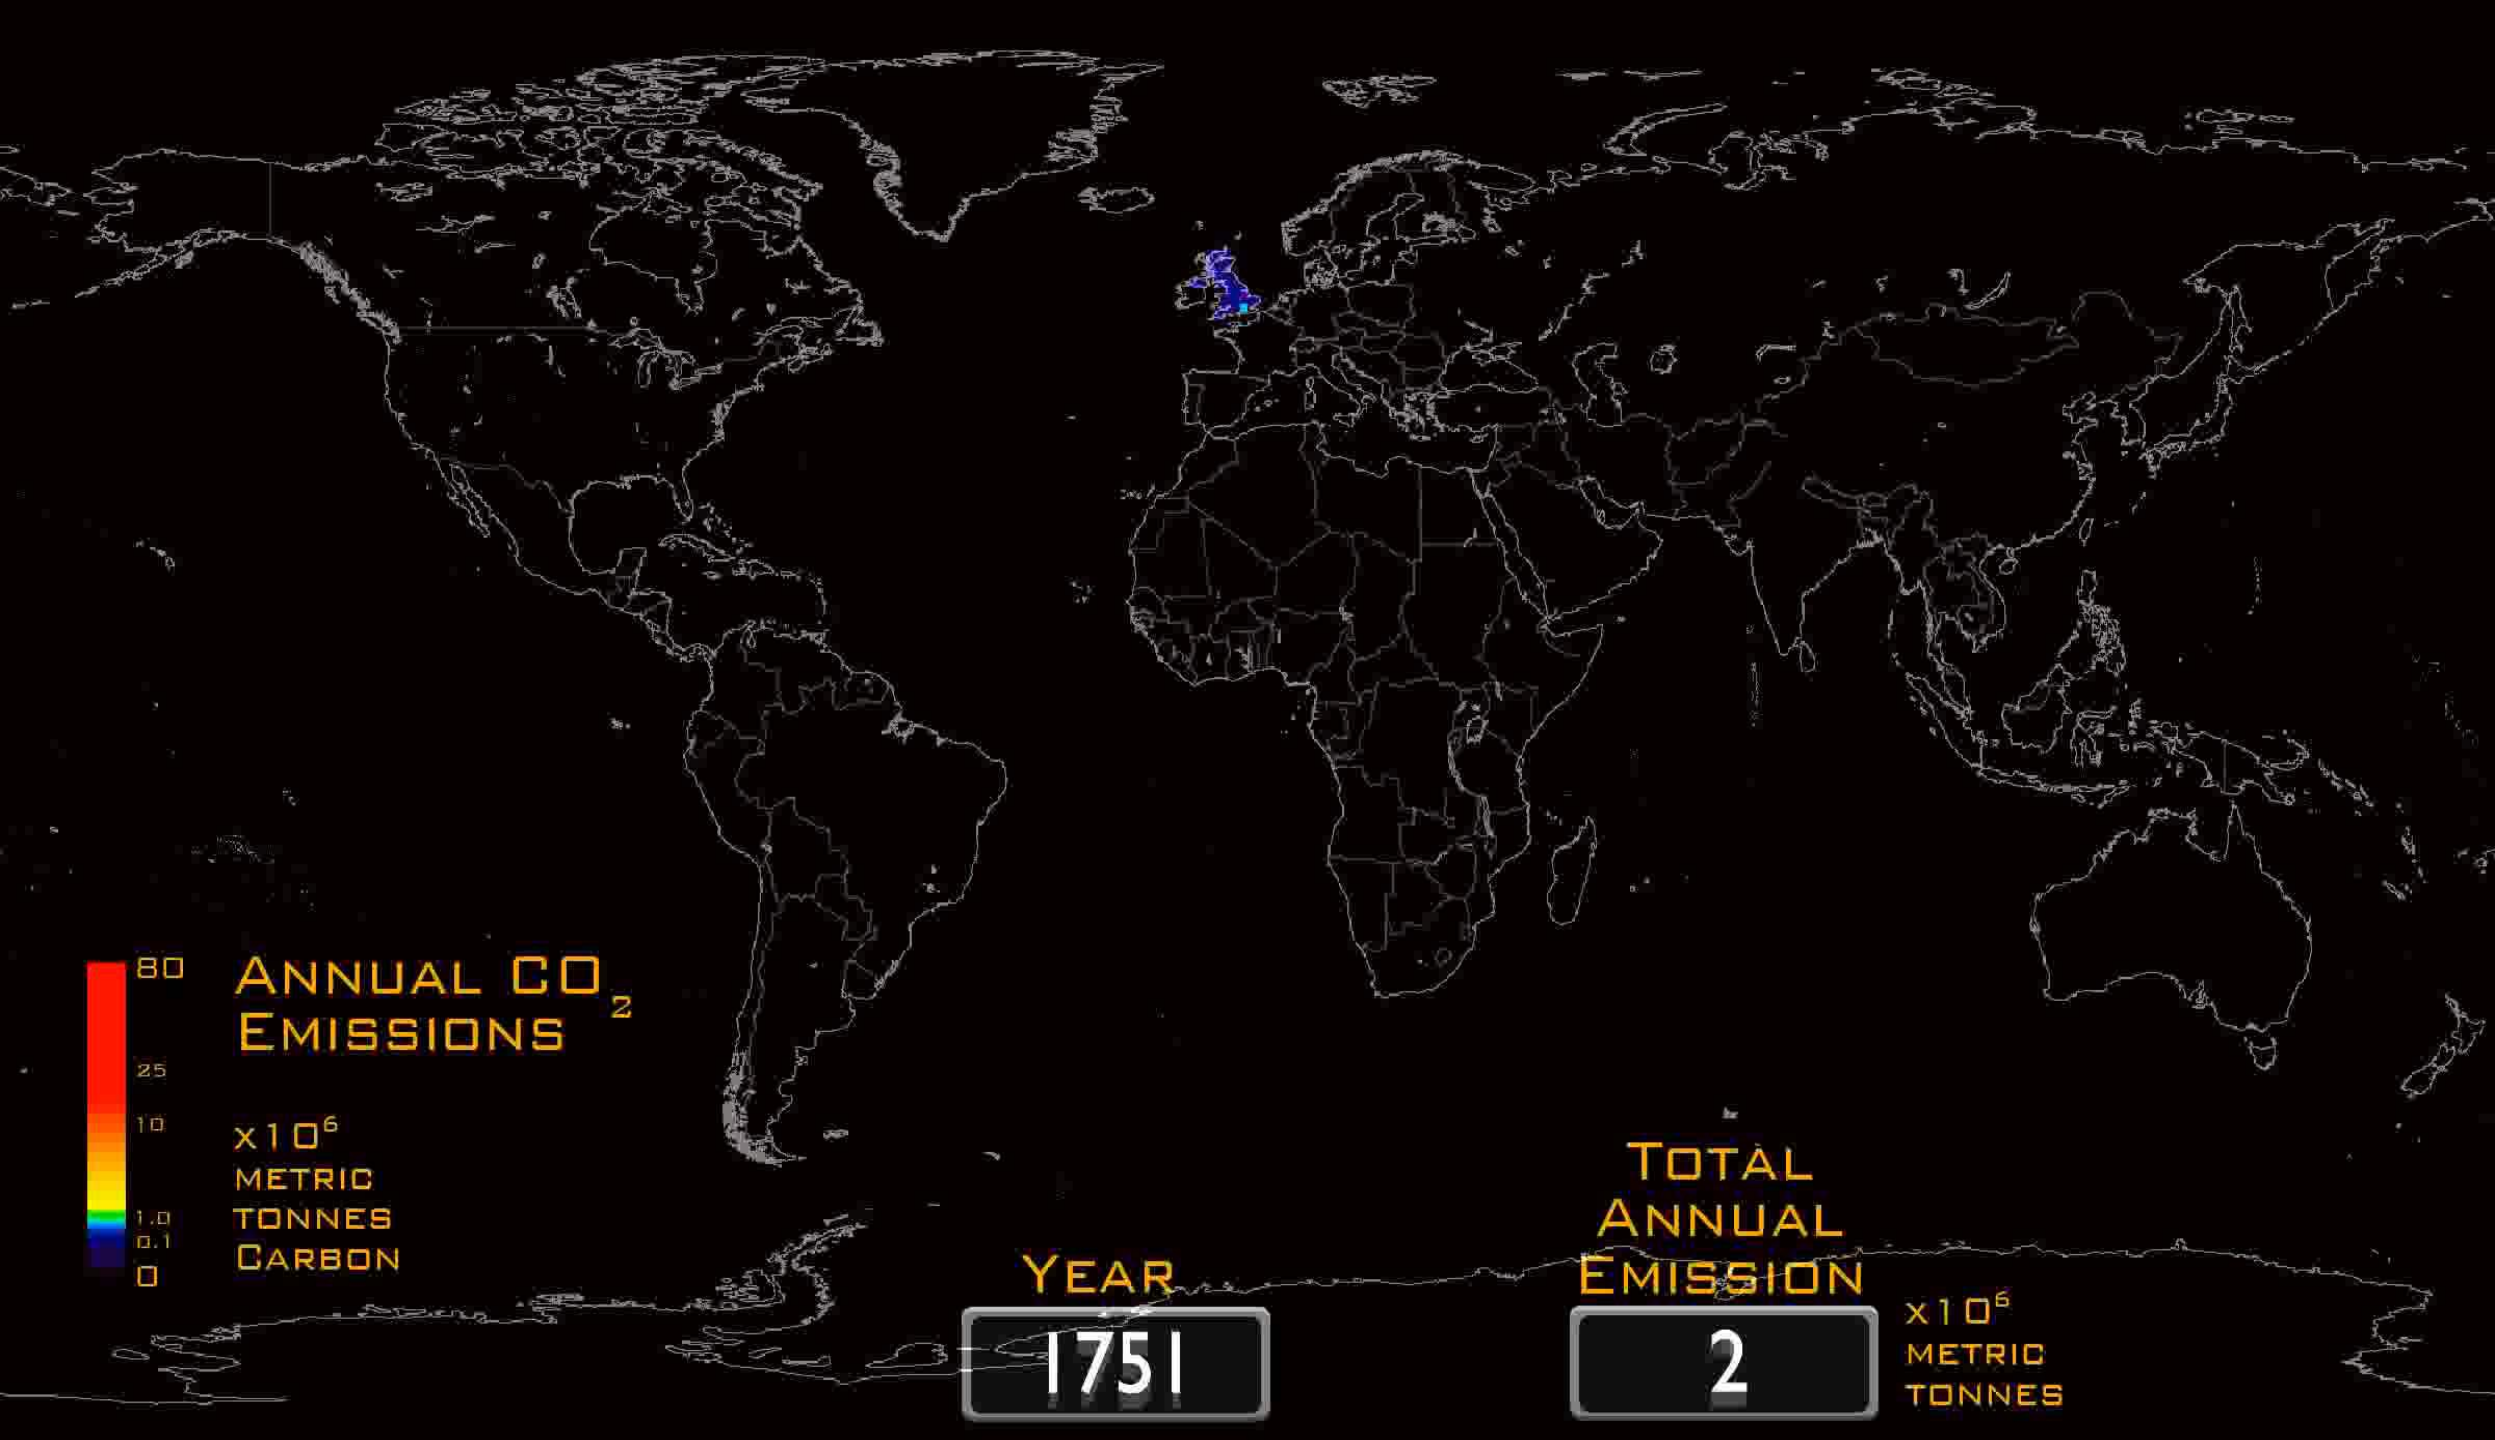 80
25
10
1.0
0.1
0
ANNUAL CO₂
EMISSIONS
x10⁶
METRIC
TONNES
CARBON
YEAR
1751
TOTAL
ANNUAL
EMISSION
2
x10⁶
METRIC
TONNES